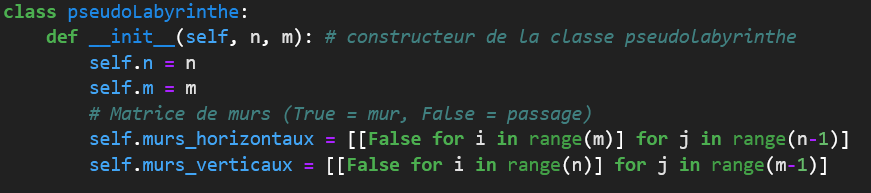 class pseudoLabyrinthe:
    def __init__(self, n, m): # constructeur de la classe pseudolabyrinthe
        self.n = n
        self.m = m
        # Matrice de murs (True = mur, False = passage)
        self.murs_horizontaux = [[False for i in range(m)] for j in range(n-1)]
        self.murs_verticaux = [[False for i in range(n)] for j in range(m-1)]